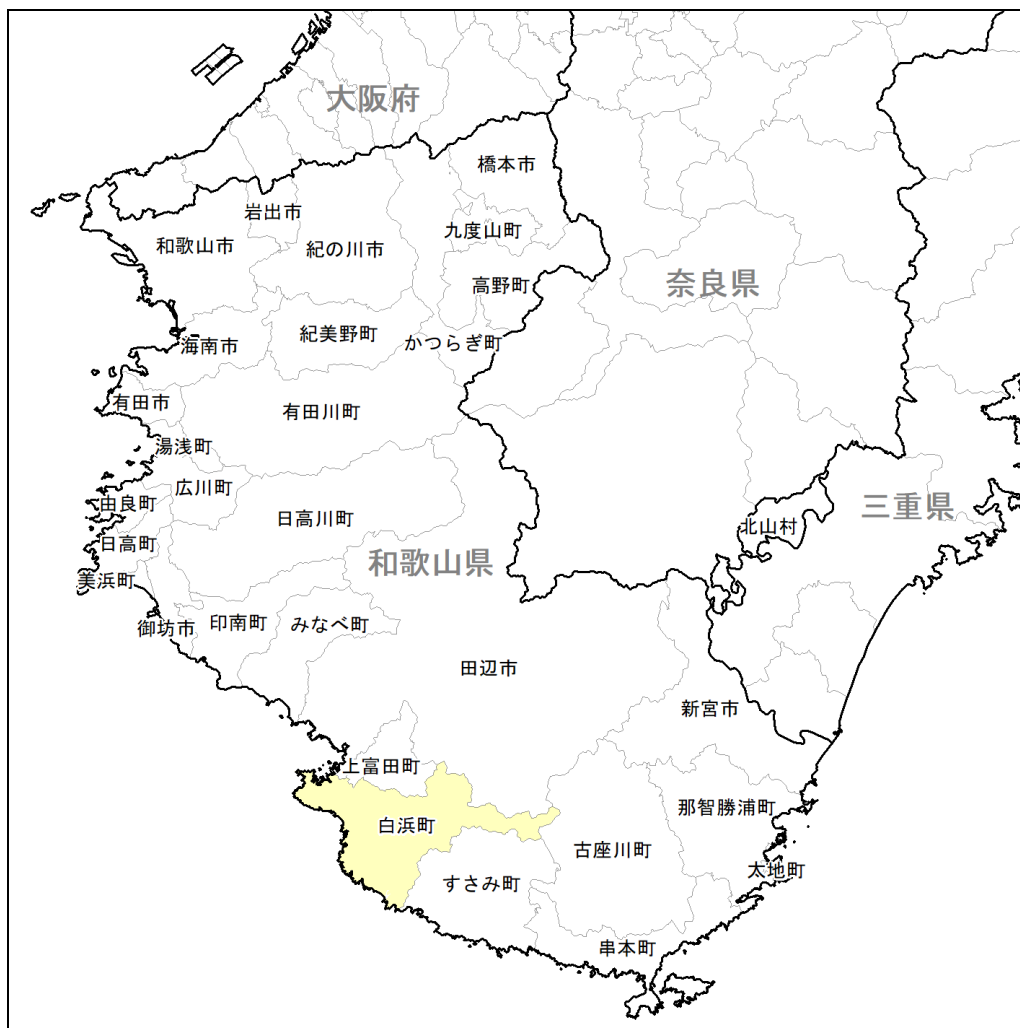 大阪府
橋本市
岩出市
九度山町
和歌山市
紀の川市
高野町
奈良県
紀美野町
かつらぎ町
海南市
有田市
有田川町
湯浅町
広川町
由良町
日高川町
三重県
北山村
日高町
和歌山県
美浜町
御坊市
印南町
みなべ町
田辺市
新宮市
上富田町
那智勝浦町
白浜町
古座川町
太地町
すさみ町
串本町